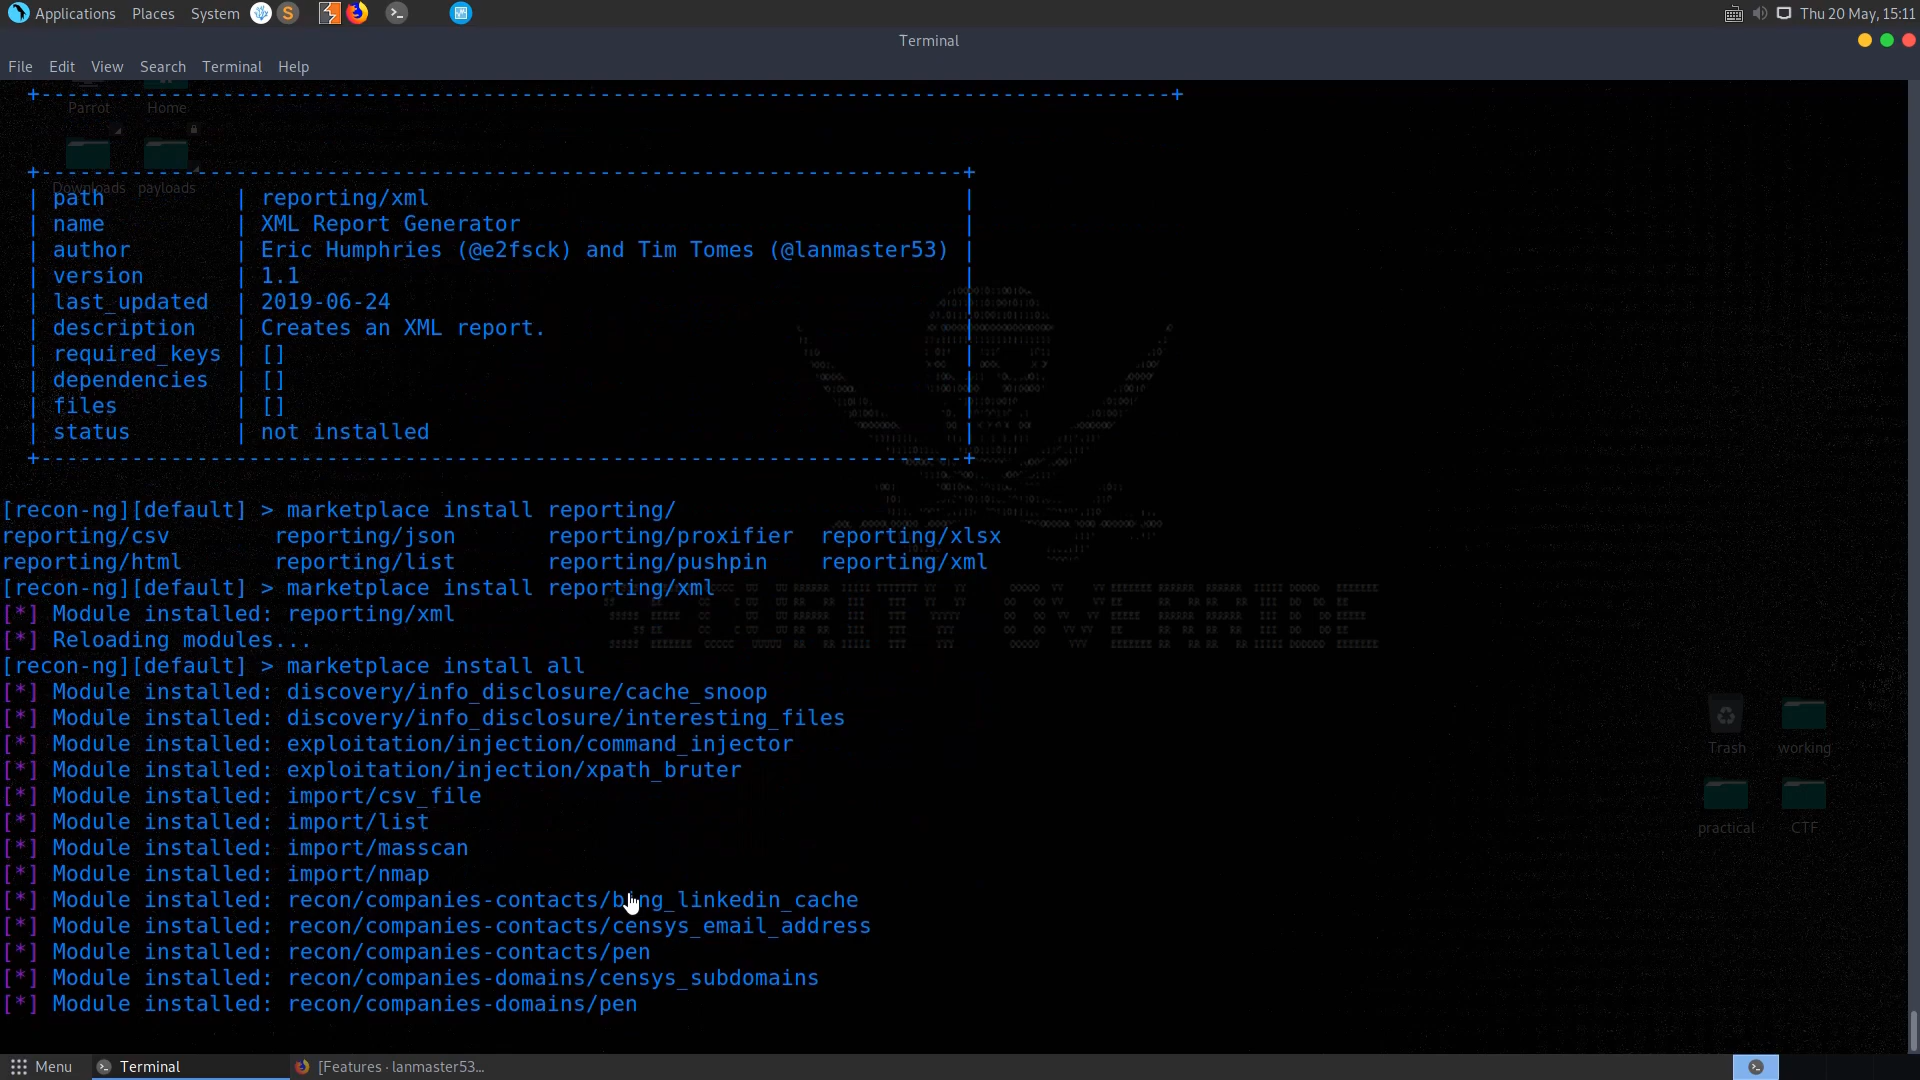 Applications Places System Thu 20 May, 15:11
Terminal
File Edit View Search Terminal Help
+---------------------------------------------------------------------------------------+
Parrot Home
+-----------------------------------------------------------------------+
Downloads payloads
| path | reporting/xml |
| name | XML Report Generator |
| author | Eric Humphries (@e2fsck) and Tim Tomes (@lanmaster53) |
| version | 1.1 |
| last_updated | 2019-06-24 |
| description | Creates an XML report. |
| required_keys | [] |
| dependencies | [] |
| files | [] |
| status | not installed |
+-----------------------------------------------------------------------+
[recon-ng][default] > marketplace install reporting/
reporting/csv reporting/json reporting/proxifier reporting/xlsx
reporting/html reporting/list reporting/pushpin reporting/xml
[recon-ng][default] > marketplace install reporting/xml
[*] Module installed: reporting/xml
[*] Reloading modules...
[recon-ng][default] > marketplace install all
[*] Module installed: discovery/info_disclosure/cache_snoop
[*] Module installed: discovery/info_disclosure/interesting_files
[*] Module installed: exploitation/injection/command_injector
[*] Module installed: exploitation/injection/xpath_bruter
[*] Module installed: import/csv_file
[*] Module installed: import/list
[*] Module installed: import/masscan
[*] Module installed: import/nmap
[*] Module installed: recon/companies-contacts/bing_linkedin_cache
[*] Module installed: recon/companies-contacts/censys_email_address
[*] Module installed: recon/companies-contacts/pen
[*] Module installed: recon/companies-domains/censys_subdomains
[*] Module installed: recon/companies-domains/pen
Trash working
practical CTF
Menu Terminal [Features · lanmaster53...